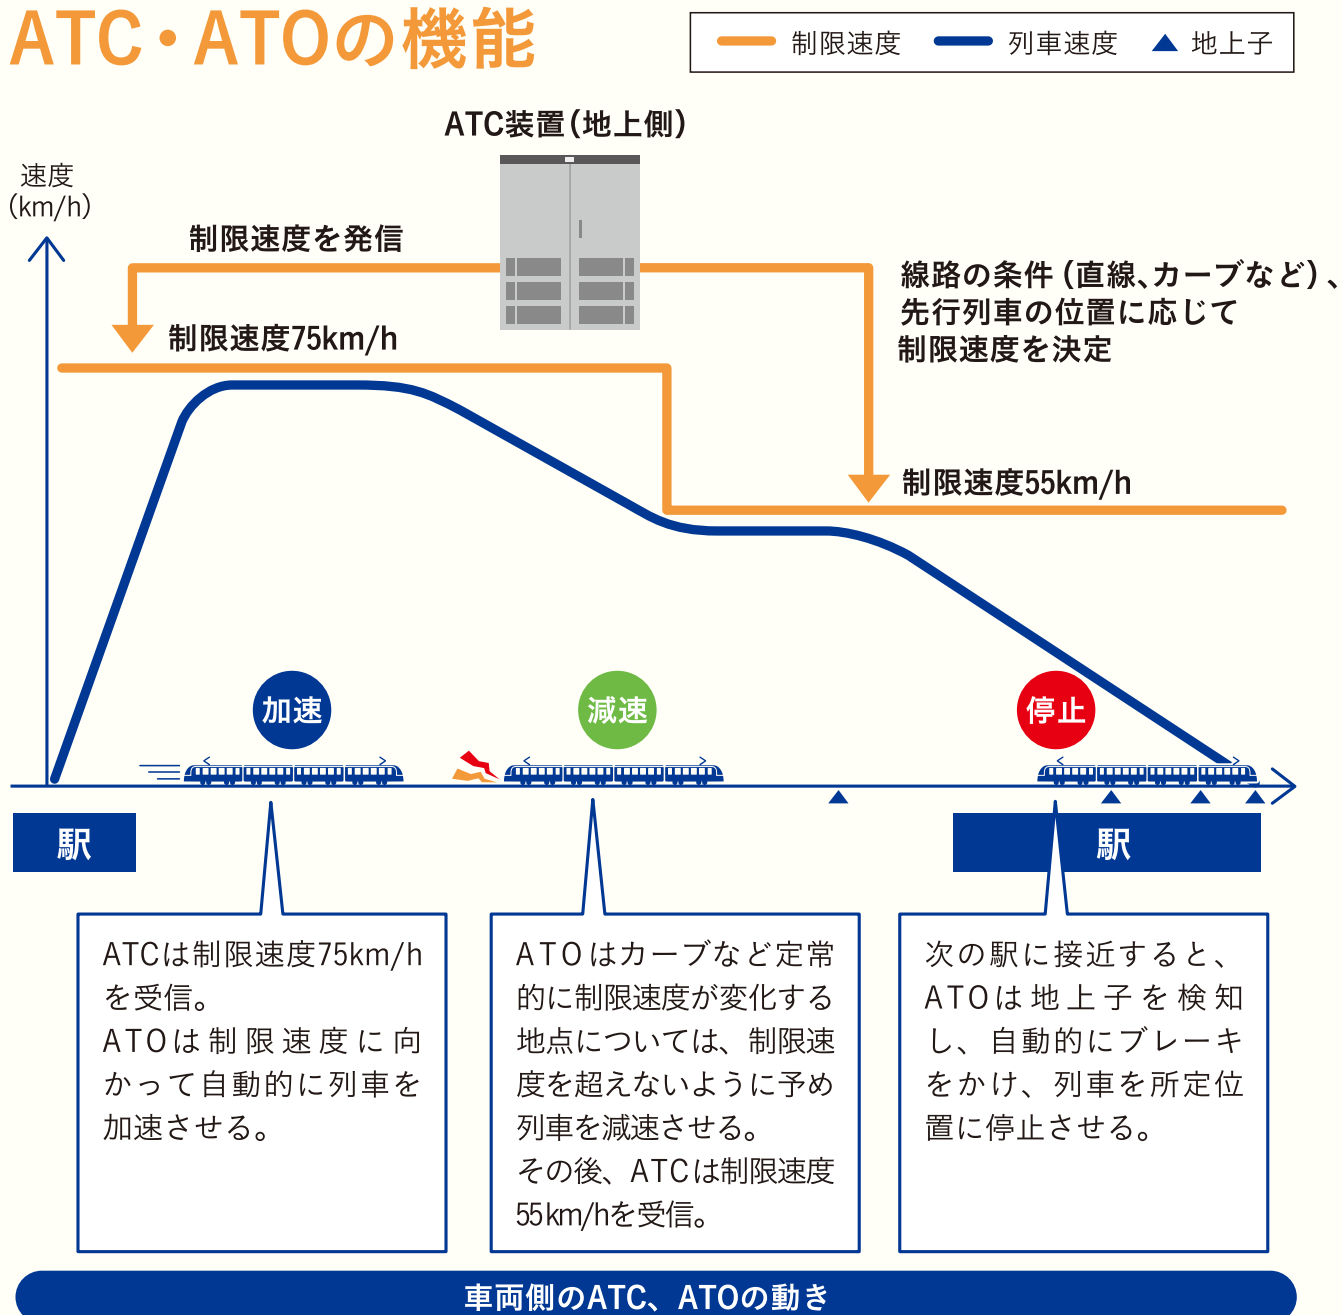 ATC・ATOの機能
制限速度
列車速度
地上子
ATC装置(地上側)
速度
(km/h)
制限速度を発信
制限速度75km/h
線路の条件(直線、カーブなど)、
先行列車の位置に応じて
制限速度を決定
制限速度55km/h
加速
減速
停止
駅
駅
ATCは制限速度75km/h
を受信。
ATOは制限速度に向
かって自動的に列車を
加速させる。
ATOはカーブなど定常
的に制限速度が変化する
地点については、制限速
度を超えないように予め
列車を減速させる。
その後、ATCは制限速度
55km/hを受信。
次の駅に接近すると、
ATOは地上子を検知
し、自動的にブレーキ
をかけ、列車を所定位
置に停止させる。
車両側のATC、ATOの動き